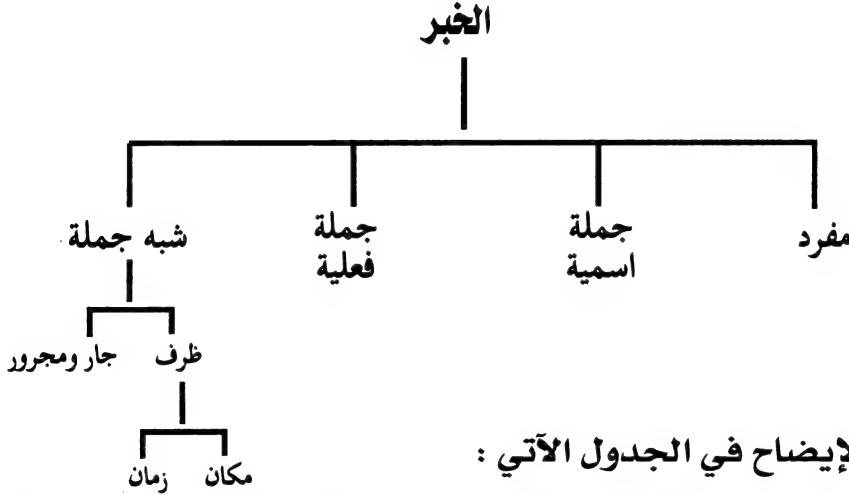 الخبر
مفرد
جملة
اسمية
جملة
فعلية
شبه جملة
ظرف
جار ومجرور
مكان
زمان
لإيضاح في الجدول الآتي :